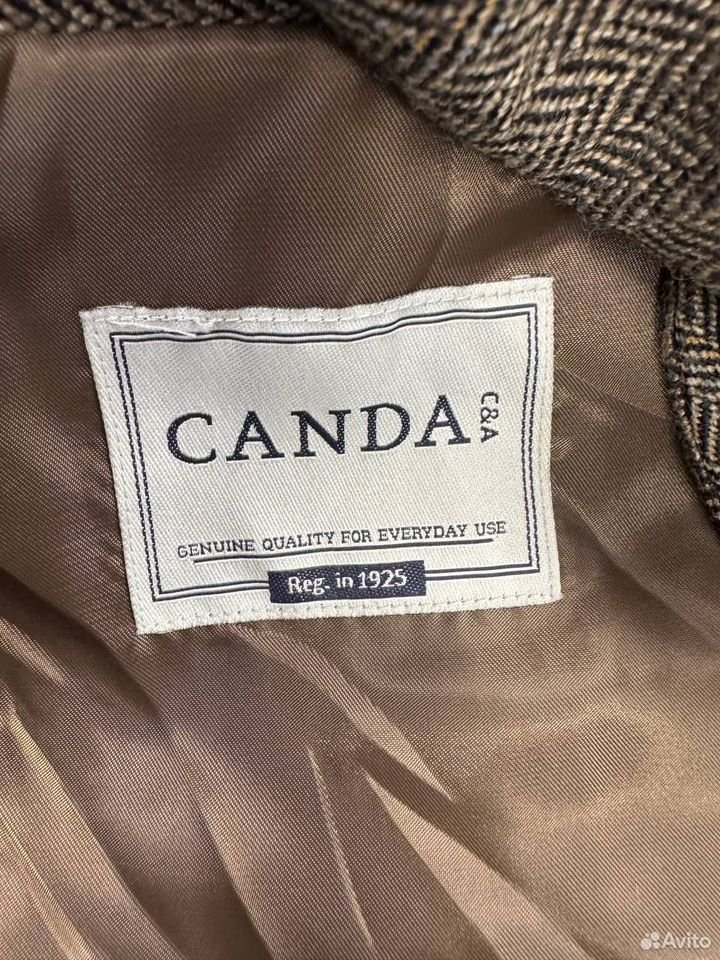 CANDA C&A
GENUINE QUALITY FOR EVERYDAY USE
Reg. in 1925
Avito